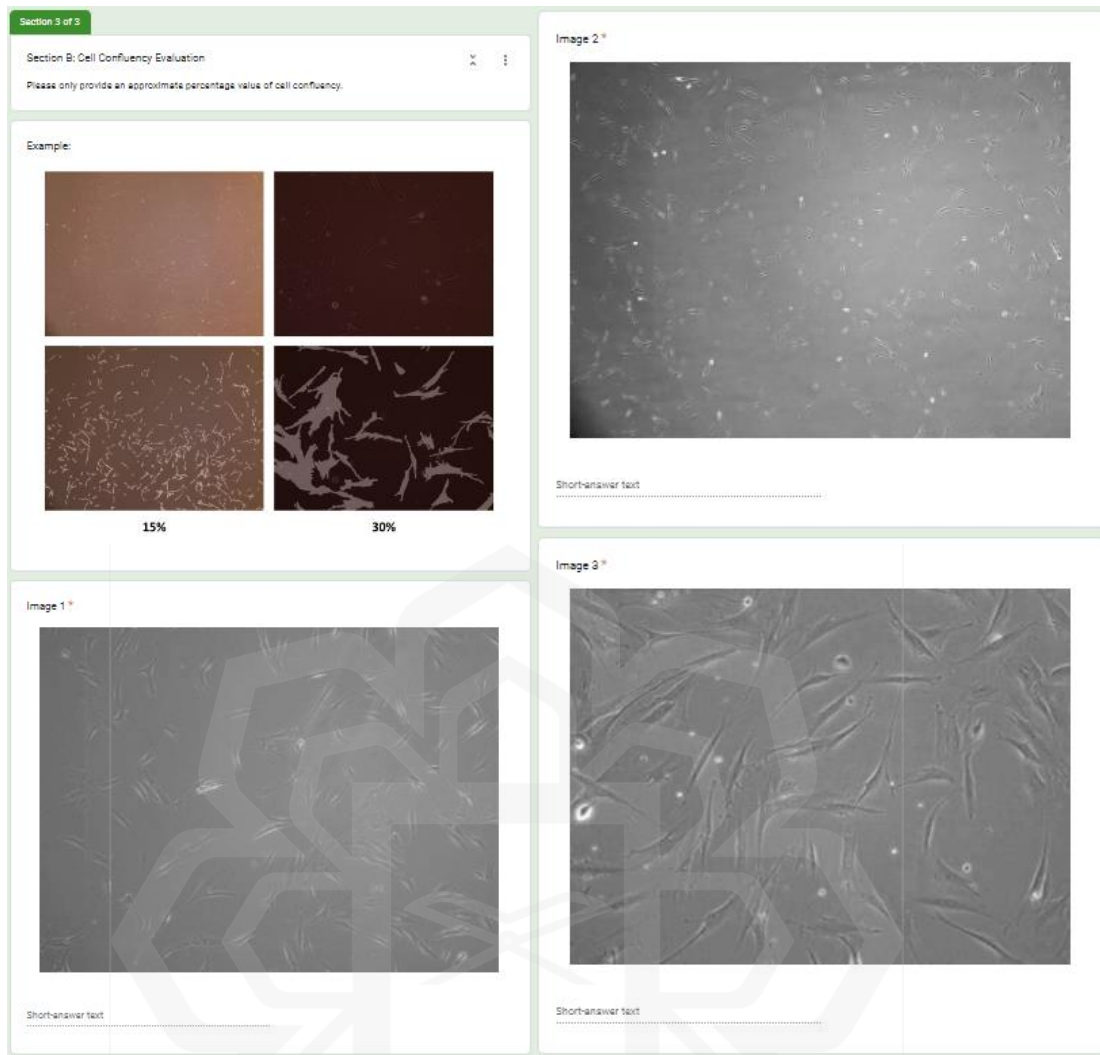 Section 3 of 3
Section B: Cell Confluency Evaluation
Please only provide an approximate percentage value of cell confluency.
Example:
15%
30%
Image 1 *
Short-answer text
Image 2 *
Short-answer text
Image 3 *
Short-answer text